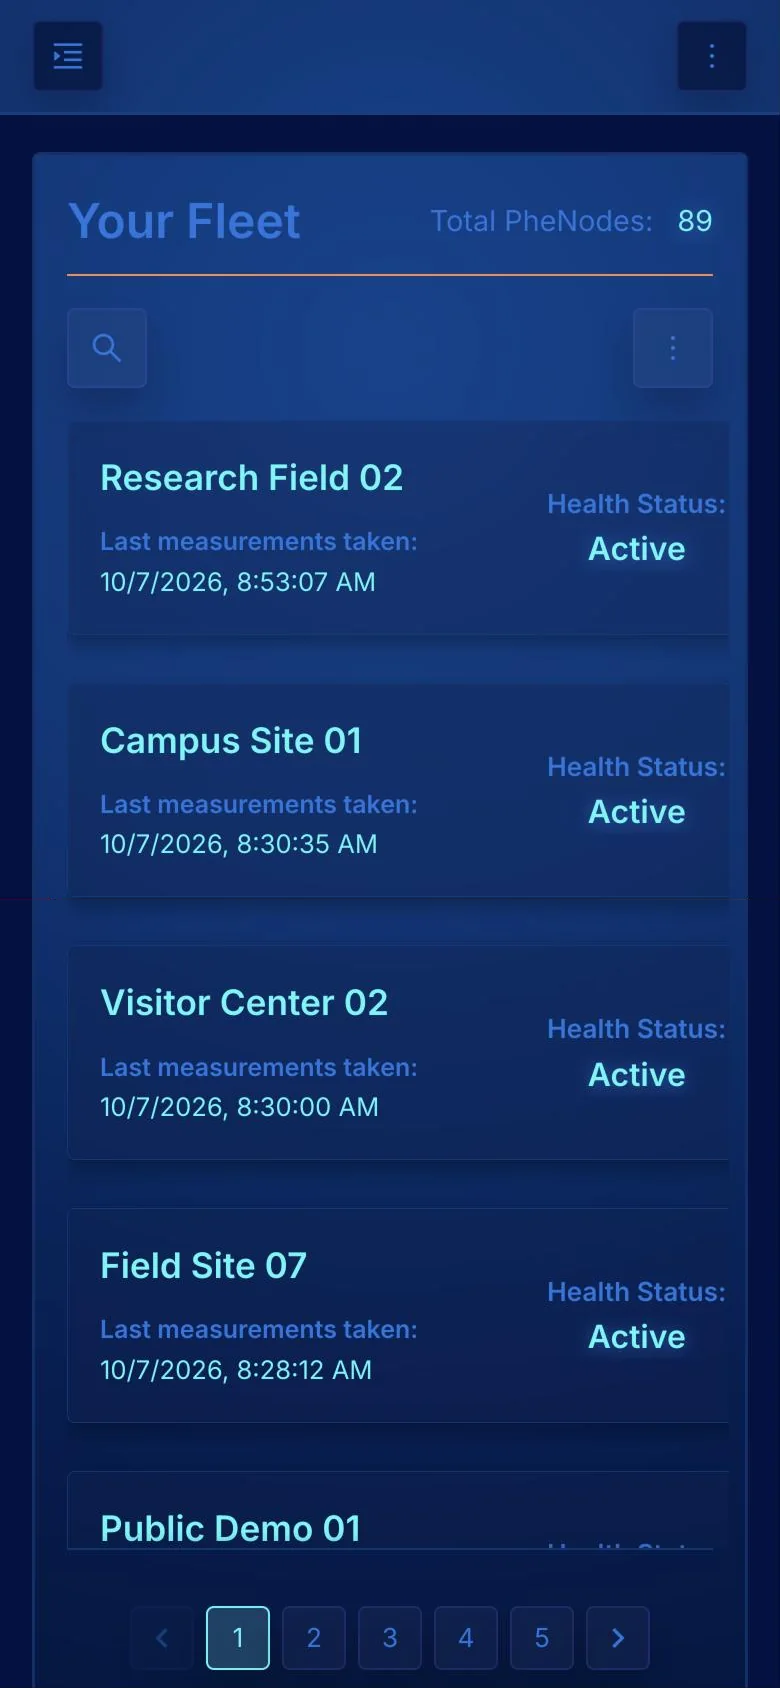 Your Fleet
Total PheNodes: 89
Research Field 02
Health Status:
Last measurements taken:
Active
10/7/2026, 8:53:07 AM
Campus Site 01
Health Status:
Last measurements taken:
Active
10/7/2026, 8:30:35 AM
Visitor Center 02
Health Status:
Last measurements taken:
Active
10/7/2026, 8:30:00 AM
Field Site 07
Health Status:
Last measurements taken:
Active
10/7/2026, 8:28:12 AM
Public Demo 01
1 2 3 4 5